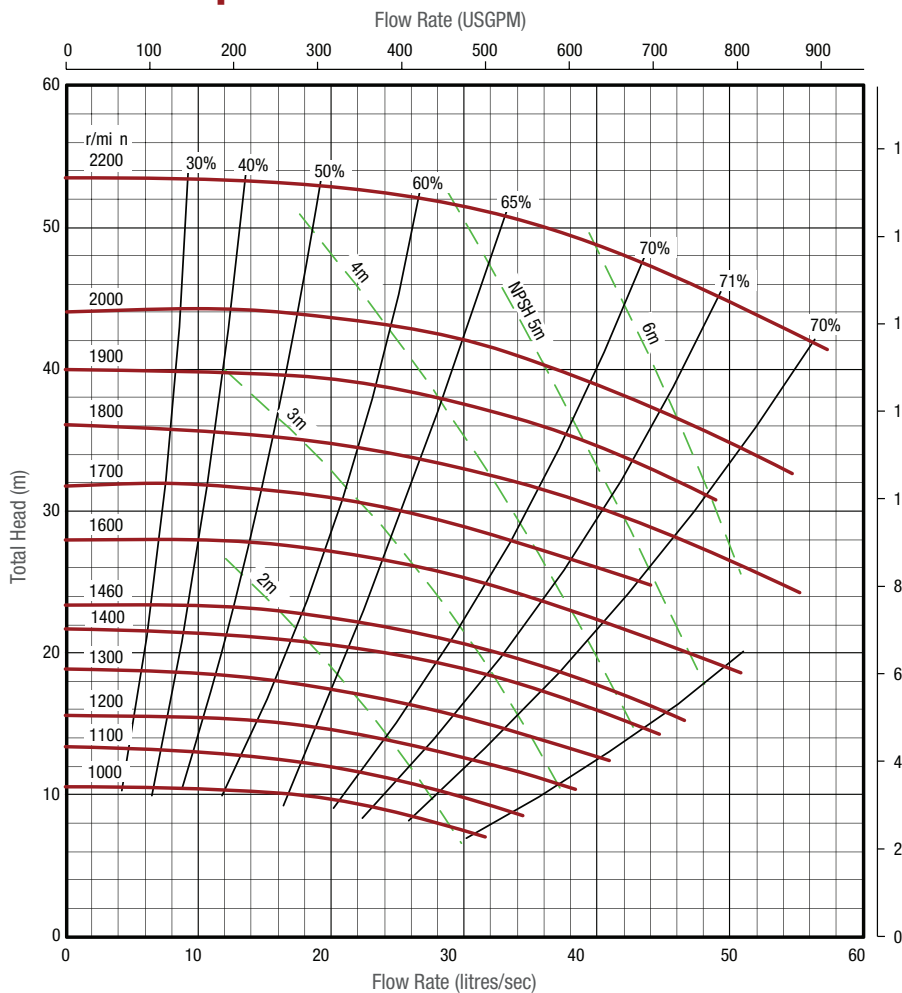 Flow Rate (USGPM)
0 100 200 300 400 500 600 700 800 900
60
r/mi n
2200 30% 40% 50% 60% 65% 70% 71% 70%
50
4m NPSH 5m 6m
2000
40
1900
3m
1800
1700
30
1600
2m
1460
1400
20
1300
1200
1100
1000
10
0
Total Head (m)
1
1
1
1
1
8
6
4
2
0
0 10 20 30 40 50 60
Flow Rate (litres/sec)